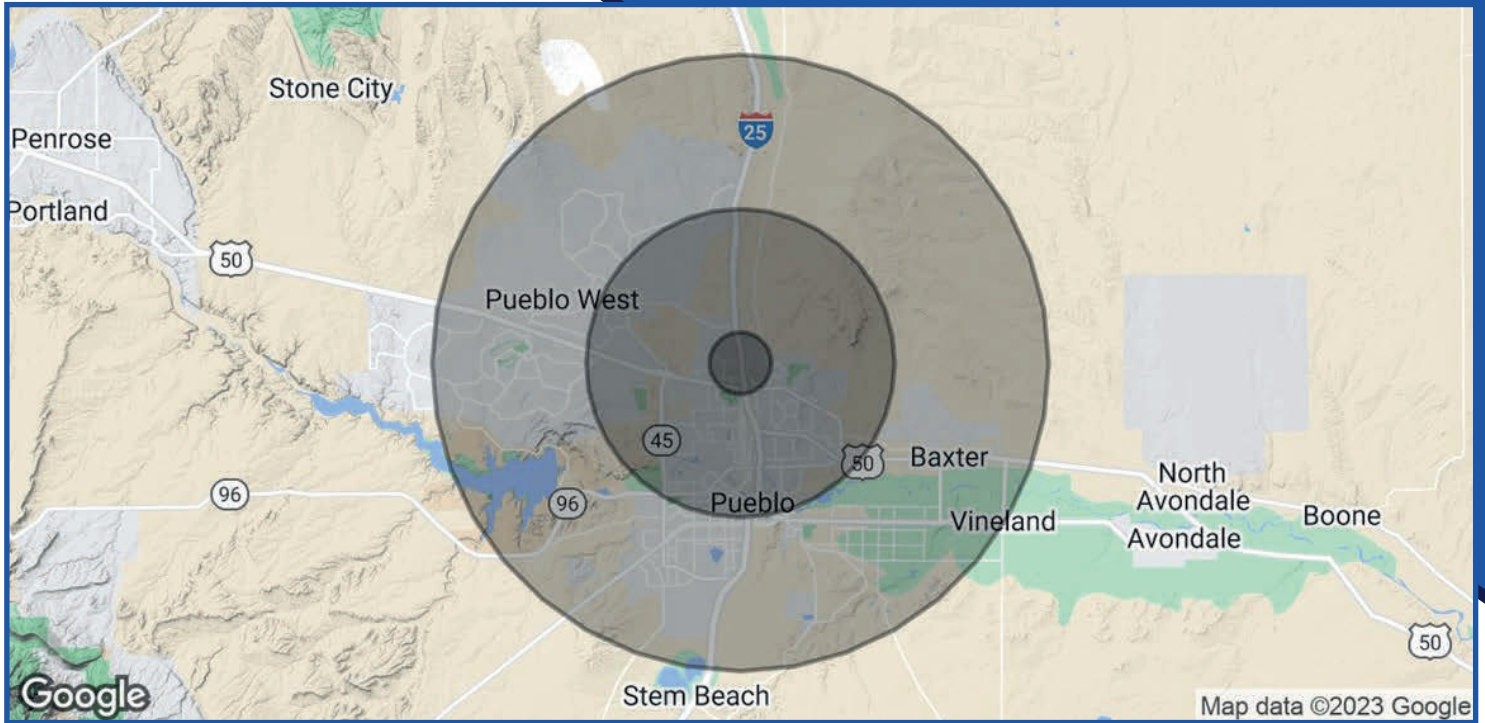 Stone City
25
Penrose
Portland
50
Pueblo West
45
50
Baxter
96
96
Pueblo
North
Avondale
Vineland
Boone
Avondale
50
Stem Beach
Google
Map data ©2023 Google